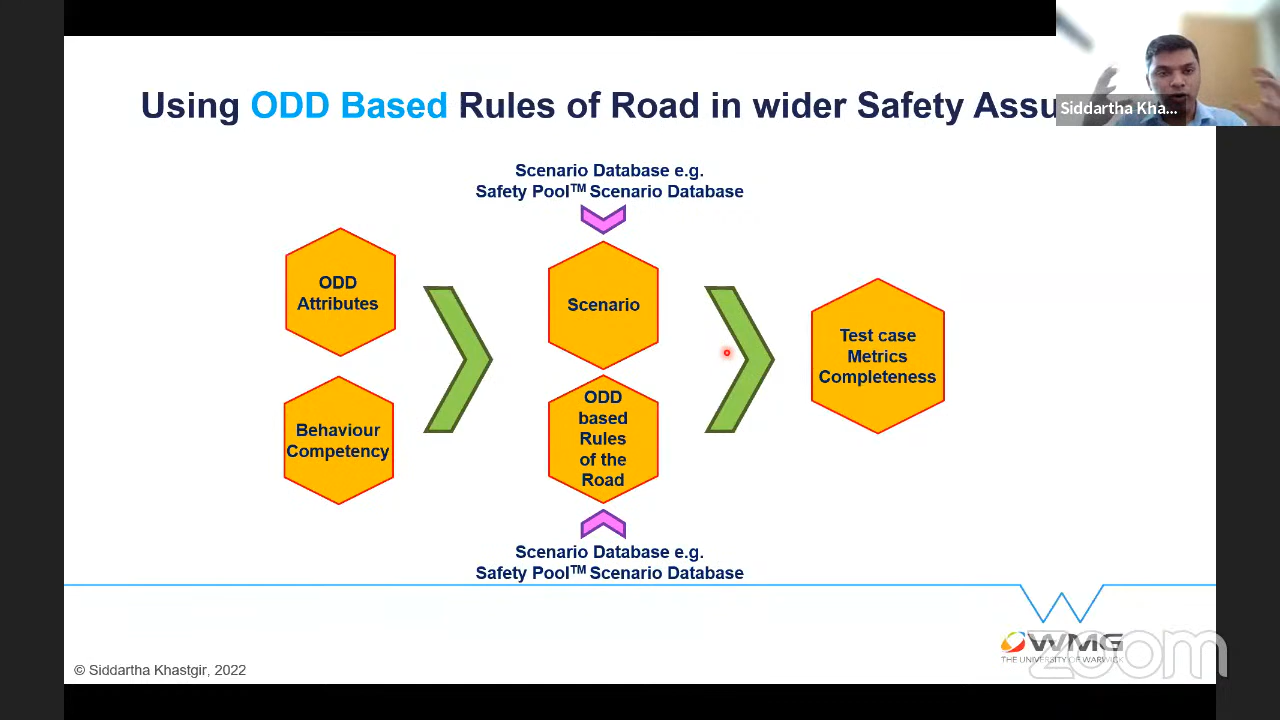 Using ODD Based Rules of Road in wider Safety Assu
Siddartha Kha...
Scenario Database e.g.
Safety Pool™ Scenario Database
ODD
Attributes
Behaviour
Competency
Scenario
ODD
based
Rules
of the
Road
Test case
Metrics
Completeness
Scenario Database e.g.
Safety Pool™ Scenario Database
WMG
THE UNIVERSITY OF WARWICK
zoom
© Siddartha Khastgir, 2022